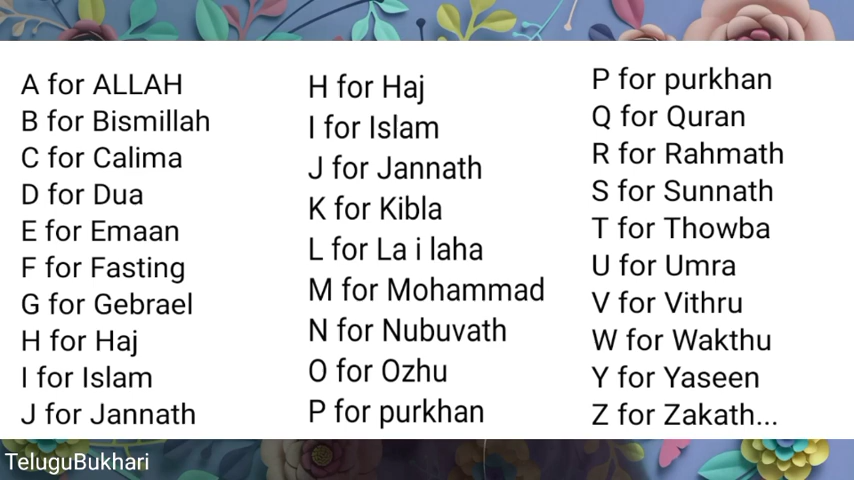 A for ALLAH
B for Bismillah
C for Calima
D for Dua
E for Emaan
F for Fasting
G for Gebrael
H for Haj
I for Islam
J for Jannath
H for Haj
I for Islam
J for Jannath
K for Kibla
L for La i laha
M for Mohammad
N for Nubuvath
O for Ozhu
P for purkhan
P for purkhan
Q for Quran
R for Rahmath
S for Sunnath
T for Thowba
U for Umra
V for Vithru
W for Wakthu
Y for Yaseen
Z for Zakath...
TeluguBukhari